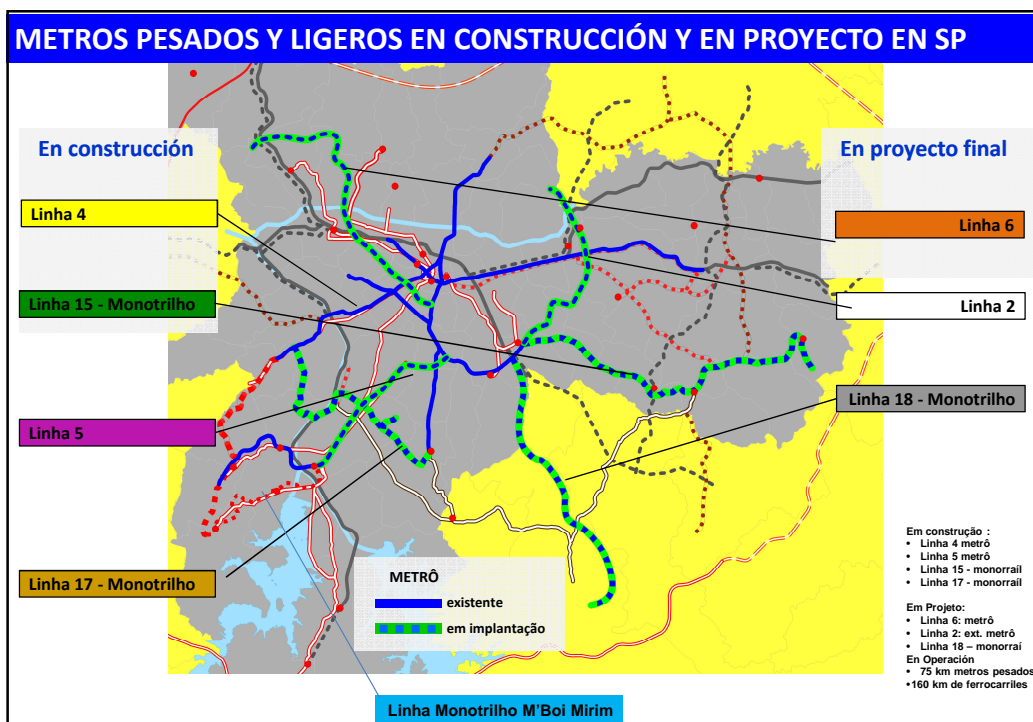 METROS PESADOS Y LIGEROS EN CONSTRUCCIÓN Y EN PROYECTO EN SP
En construcción
Linha 4
Linha 15 - Monotrilho
Linha 5
Linha 17 - Monotrilho
En proyecto final
Linha 6
Linha 2
Linha 18 - Monotrilho
METRÔ
existente
em implantação
Linha Monotrilho M'Boi Mirim
Em construção :
• Linha 4 metrô
• Linha 5 metrô
• Linha 15 - monorraíl
• Linha 17 - monorraíl
Em Projeto:
• Linha 6: metrô
• Linha 2: ext. metrô
• Linha 18 – monorraí
En Operación
• 75 km metros pesados
•160 km de ferrocarriles